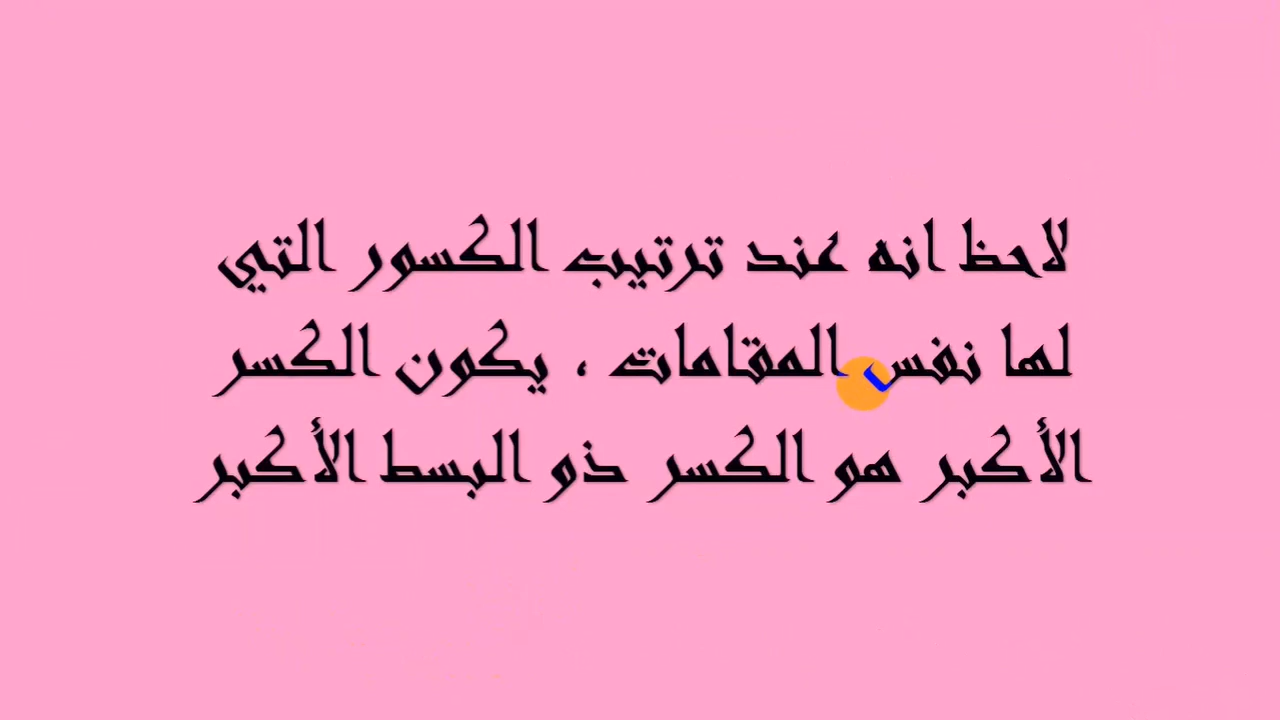 لاحظ انه عند ترتيب الكسور التي
لها نفس المقامات ، يكون الكسر
الأكبر هو الكسر ذو البسط الأكبر